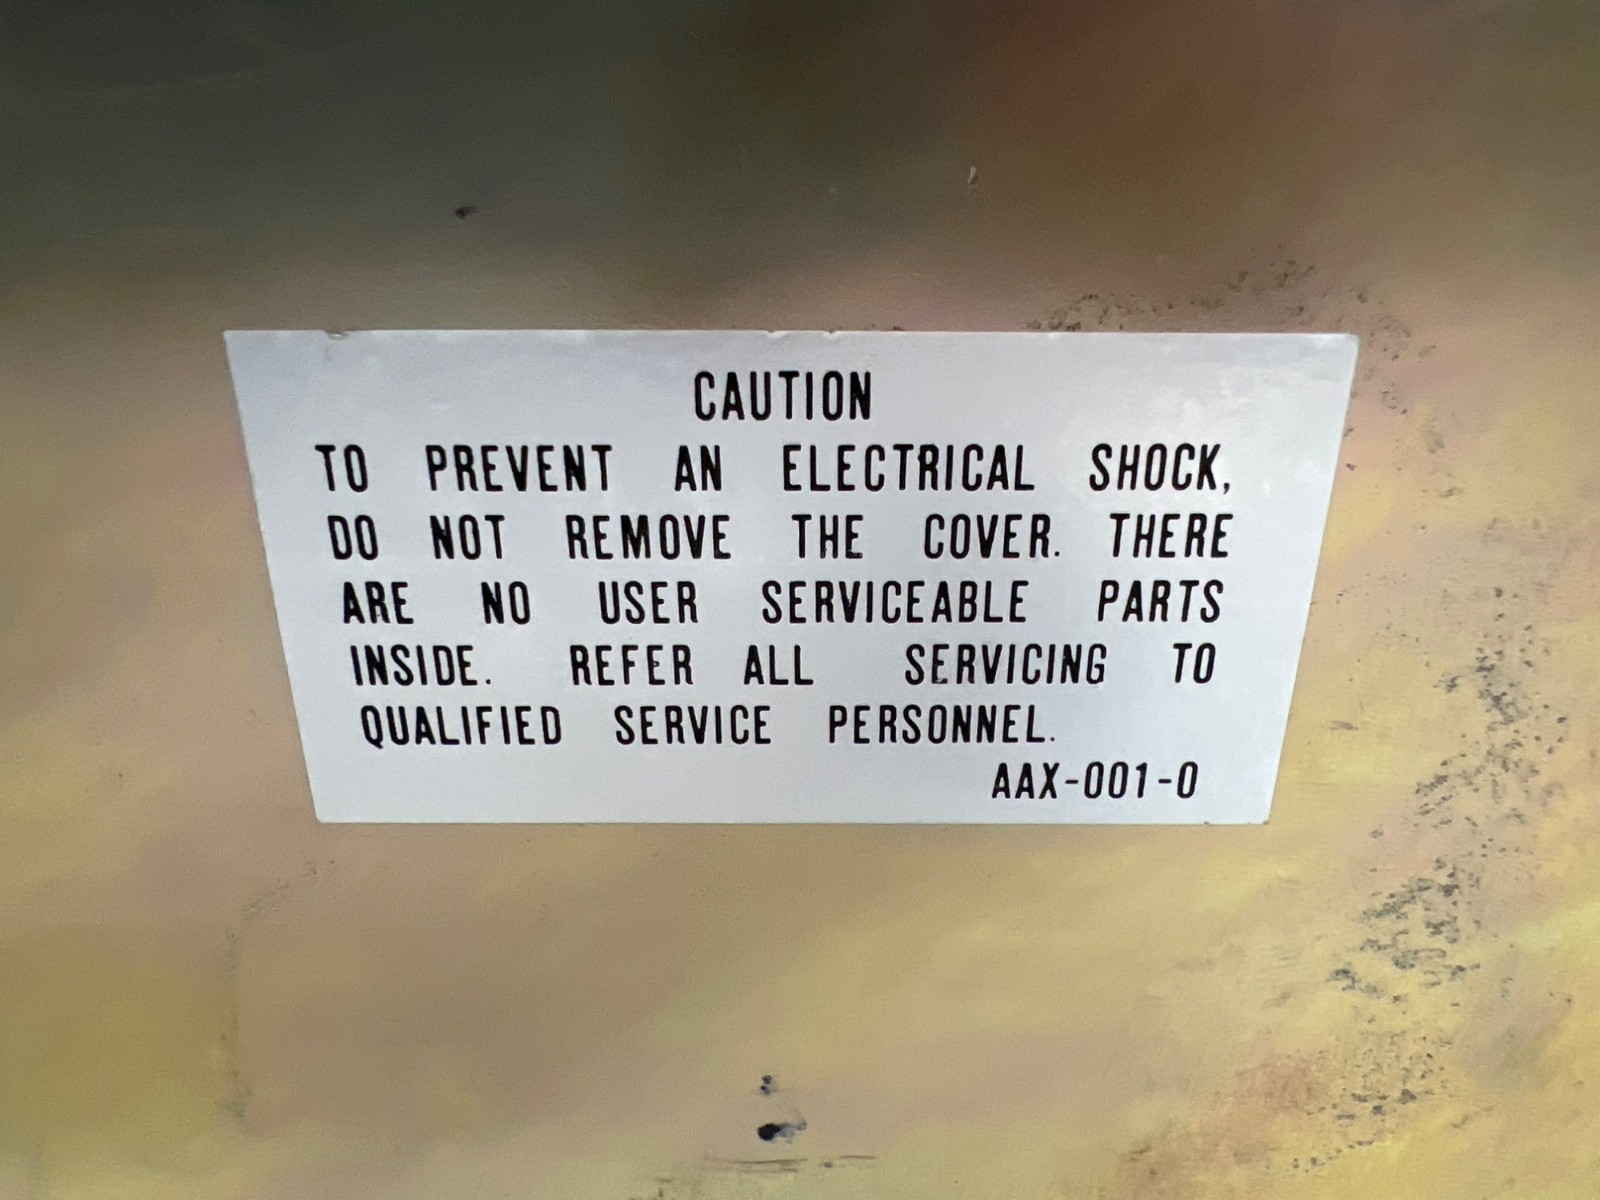 CAUTION
TO PREVENT AN ELECTRICAL SHOCK,
DO NOT REMOVE THE COVER. THERE
ARE NO USER SERVICEABLE PARTS
INSIDE. REFER ALL SERVICING TO
QUALIFIED SERVICE PERSONNEL.
AAX-001-0